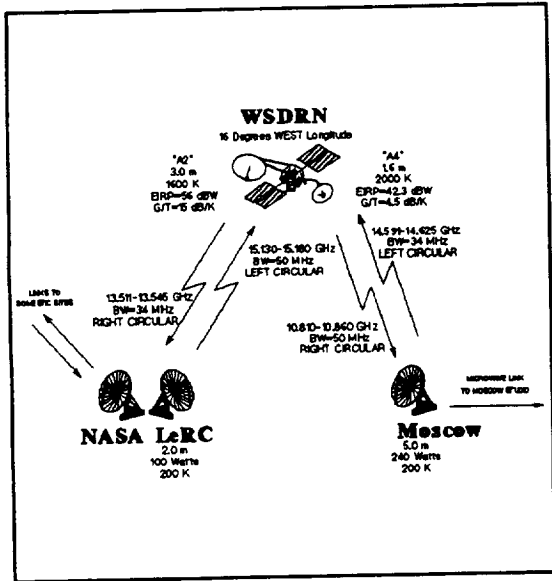 WSDRN
16 Degrees WEST Longitude
"A2"
3.0 m
1600 K
EIRP=56 dBW
G/T=15 dB/K
"A4"
1.6 m
2000 K
EIRP=42.3 dBW
G/T=4.5 dB/K
15.130-15.180 GHz
BW=50 MHz
LEFT CIRCULAR
14.591-14.625 GHz
BW=34 MHz
LEFT CIRCULAR
13.511-13.545 GHz
BW=34 MHz
RIGHT CIRCULAR
10.810-10.860 GHz
BW=50 MHz
RIGHT CIRCULAR
LINKS TO
DOMESTIC SITES
MICROWAVE LINK
TO MOSCOW STUDIO
NASA LeRC
2.0 m
100 Watts
200 K
Moscow
5.0 m
240 Watts
200 K